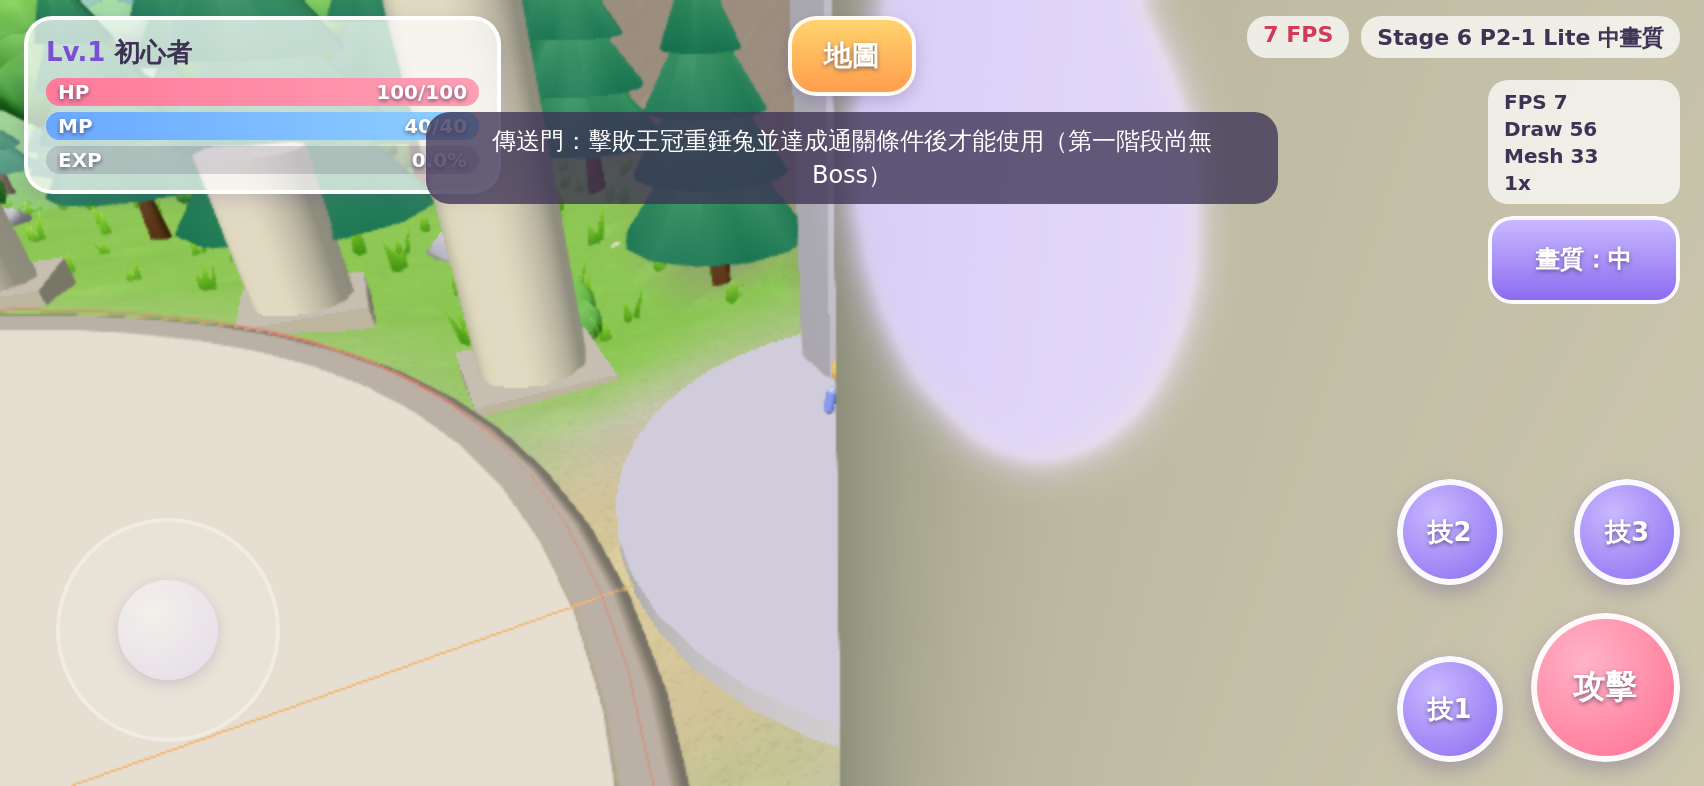 Lv.1 初心者
HP 100/100
MP 40/40
EXP 0.0%
地圖
7 FPS
Stage 6 P2-1 Lite 中畫質
傳送門：擊敗王冠重錘兔並達成通關條件後才能使用（第一階段尚無
Boss）
FPS 7
Draw 56
Mesh 33
1x
畫質：中
技2
技3
技1
攻擊